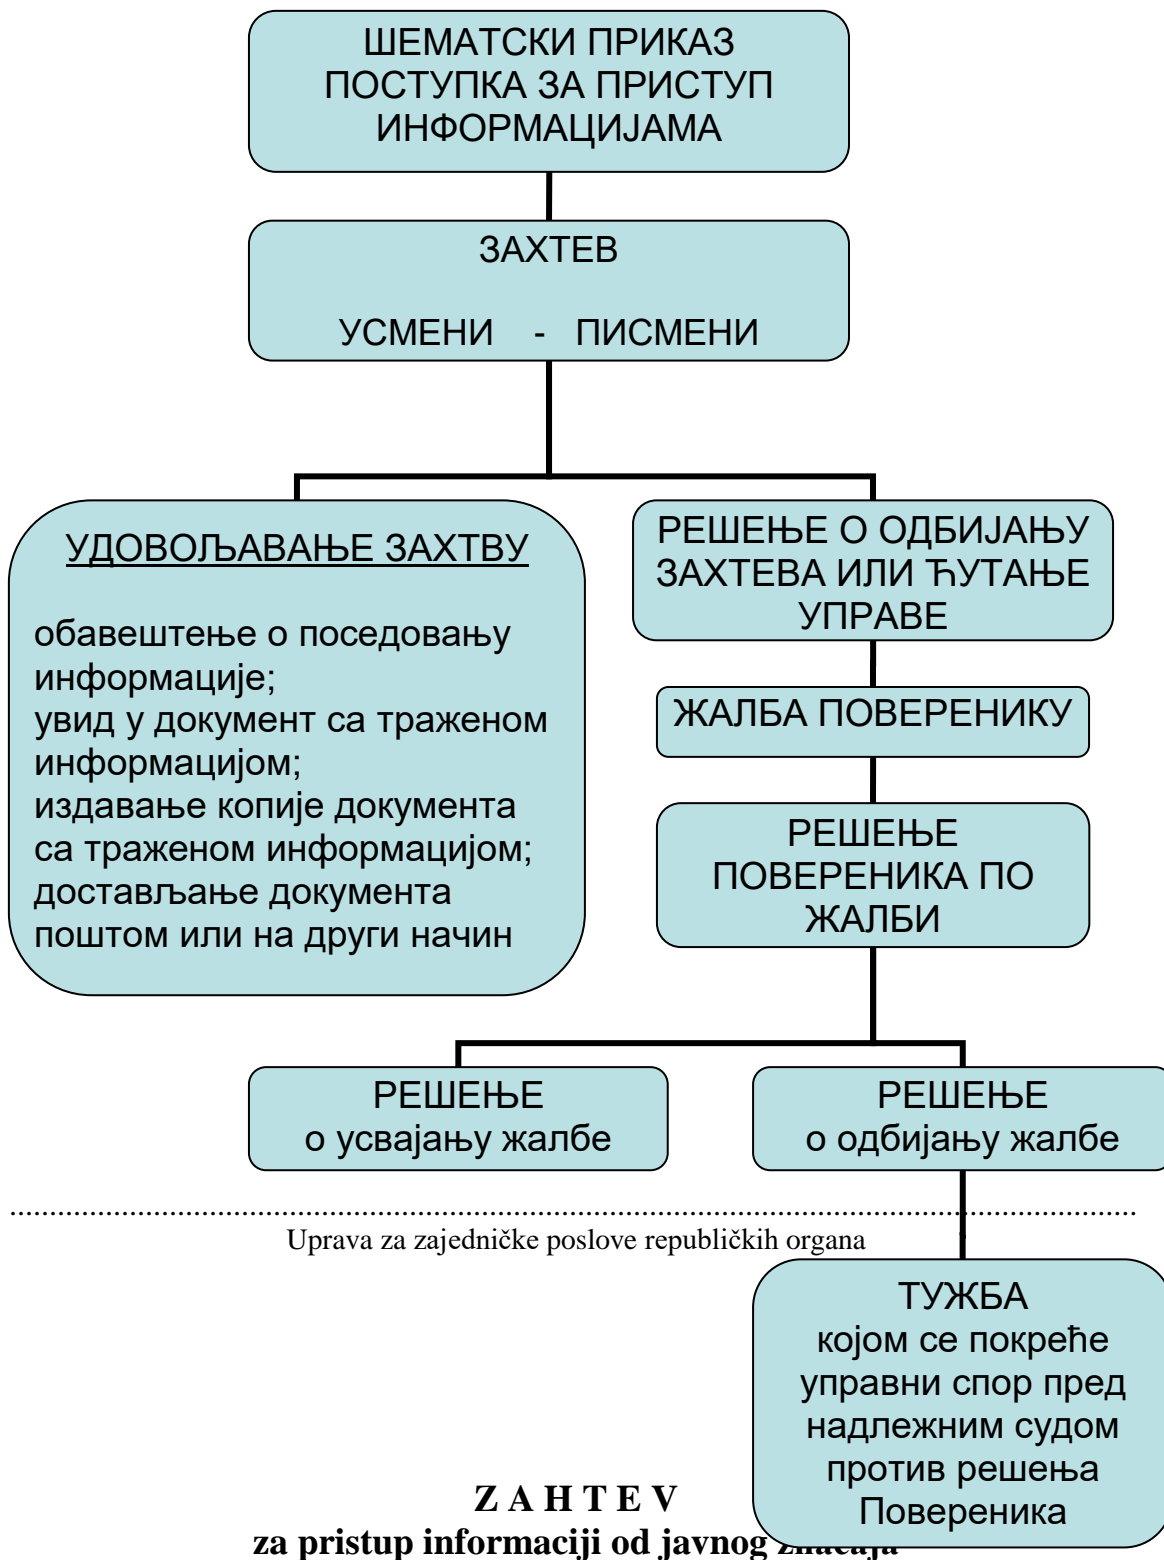 ШЕМАТСКИ ПРИКАЗ
ПОСТУПКА ЗА ПРИСТУП
ИНФОРМАЦИЈАМА
ЗАХТЕВ
УСМЕНИ - ПИСМЕНИ
УДОВОЉАВАЊЕ ЗАХТВУ
обавештење о поседовању
информације;
увид у документ са траженом
информацијом;
издавање копије документа
са траженом информацијом;
достављање документа
поштом или на други начин
РЕШЕЊЕ О ОДБИЈАЊУ
ЗАХТЕВА ИЛИ ЋУТАЊЕ
УПРАВЕ
ЖАЛБА ПОВЕРЕНИКУ
РЕШЕЊЕ
ПОВЕРЕНИКА ПО
ЖАЛБИ
РЕШЕЊЕ
о усвајању жалбе
РЕШЕЊЕ
о одбијању жалбе
Uprava za zajedničke poslove republičkih organa
ТУЖБА
којом се покреће
управни спор пред
надлежним судом
против решења
Повереника
Z A H T E V
za pristup informaciji od javnog značaja